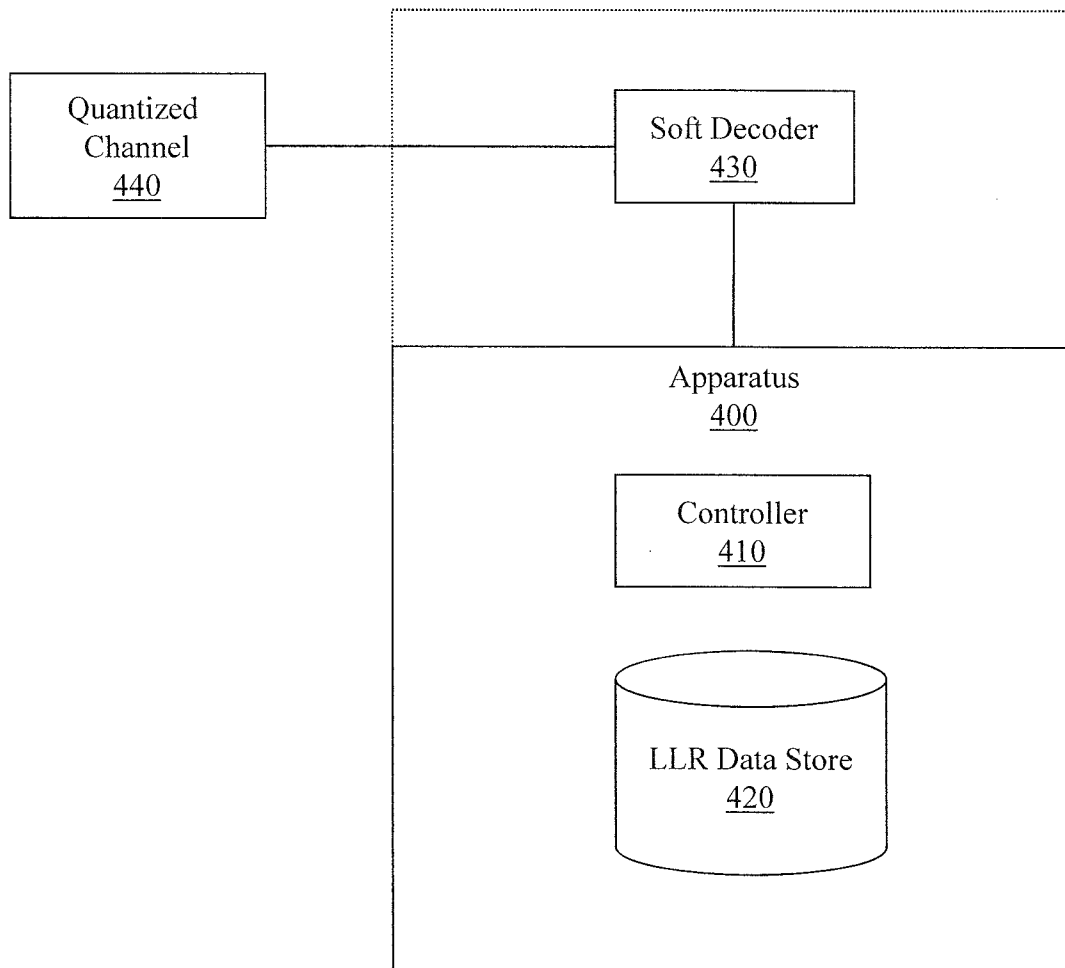 Quantized
Channel
440
Soft Decoder
430
Apparatus
400
Controller
410
LLR Data Store
420